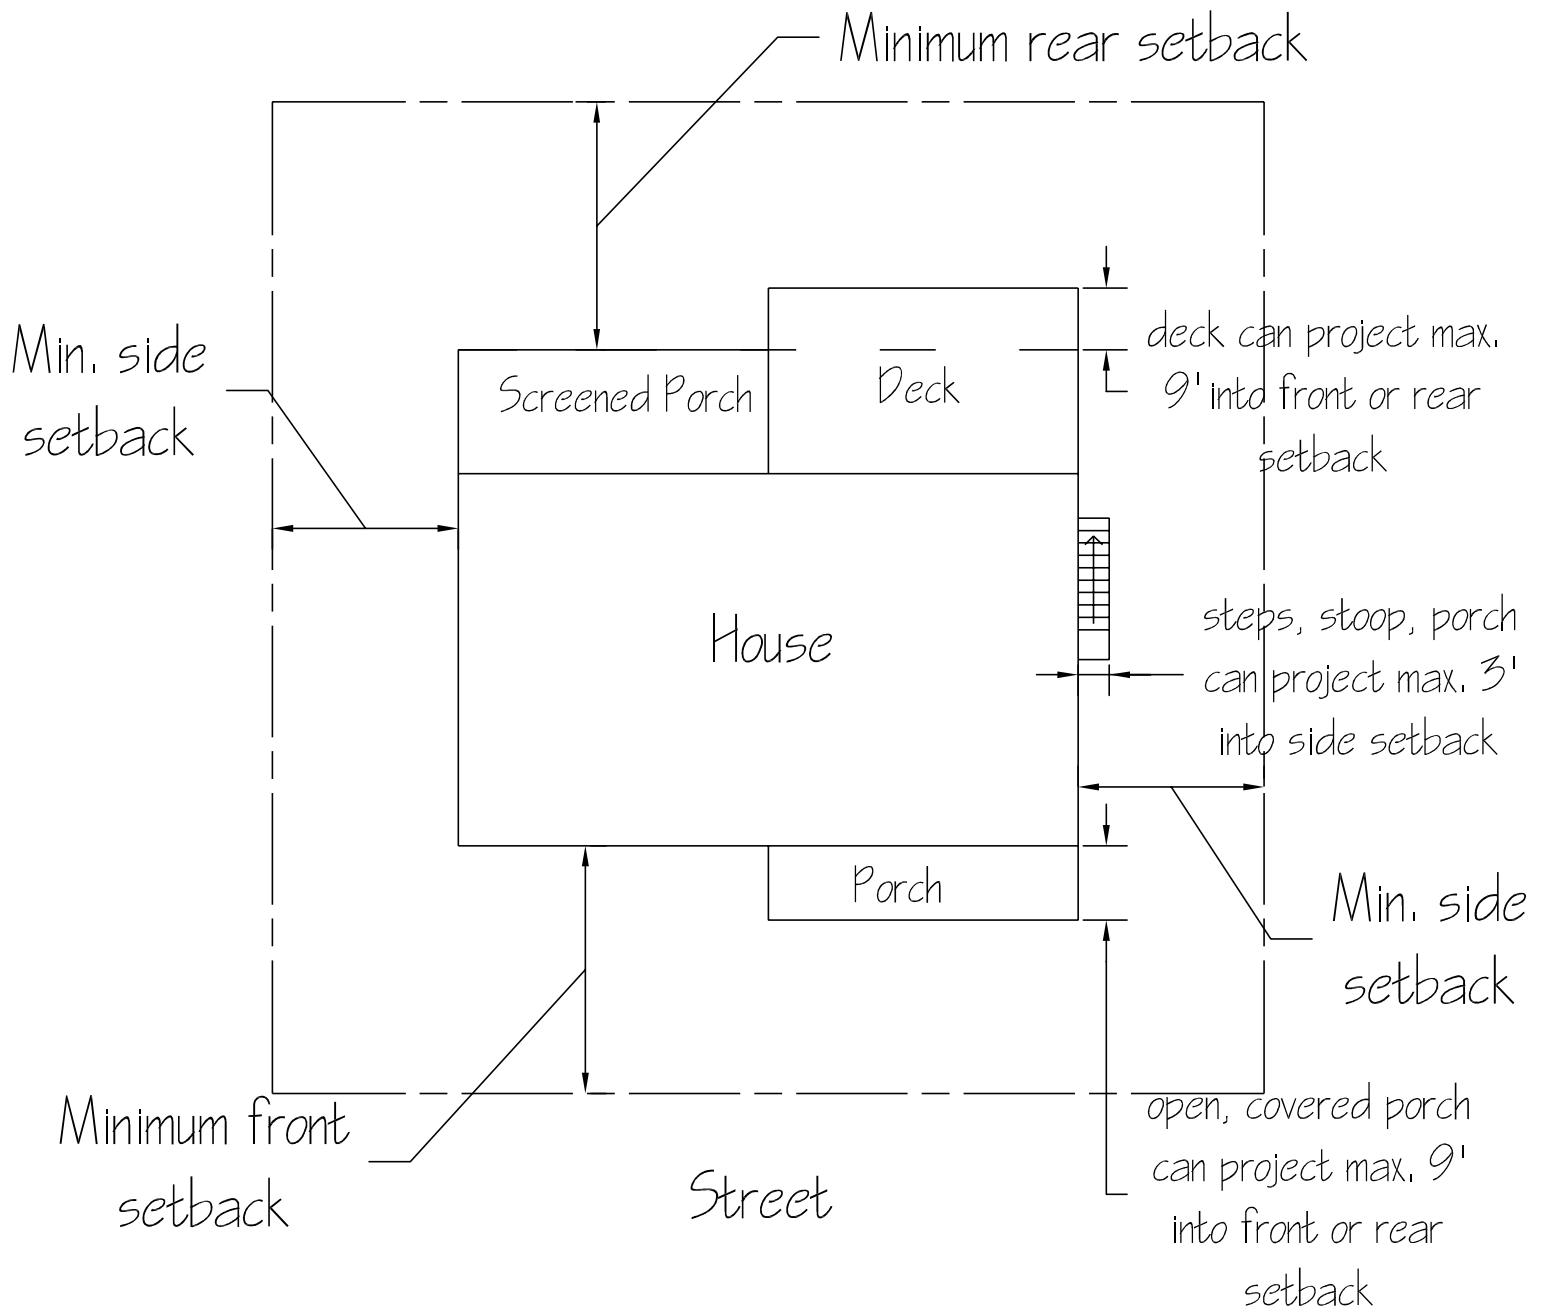 Minimum rear setback
Min. side
setback
deck can project max.
9' into front or rear
setback
Screened Porch
Deck
House
steps, stoop, porch
can project max. 3'
into side setback
Porch
Min. side
setback
Minimum front
setback
Street
open, covered porch
can project max. 9'
into front or rear
setback